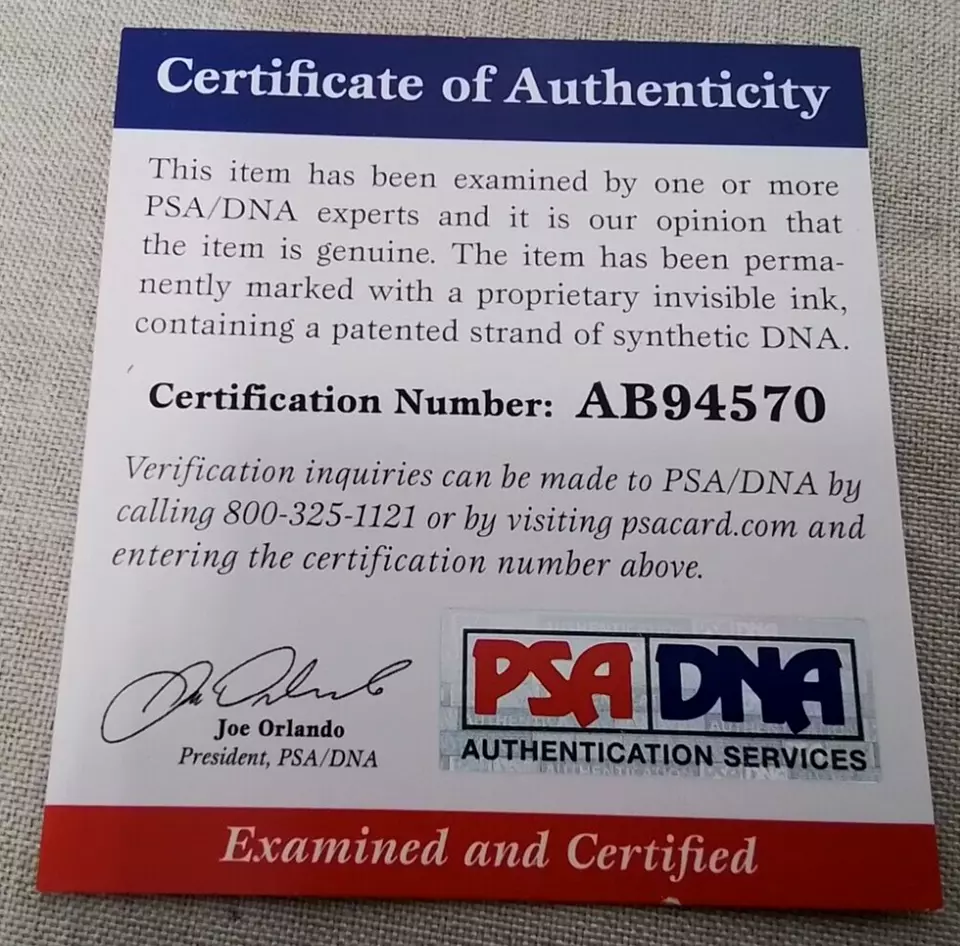 Certificate of Authenticity
This item has been examined by one or more
PSA/DNA experts and it is our opinion that
the item is genuine. The item has been perma-
nently marked with a proprietary invisible ink,
containing a patented strand of synthetic DNA.
Certification Number: AB94570
Verification inquiries can be made to PSA/DNA by
calling 800-325-1121 or by visiting psacard.com and
entering the certification number above.
Joe Orlando
President, PSA/DNA
PSA DNA
AUTHENTICATION SERVICES
Examined and Certified